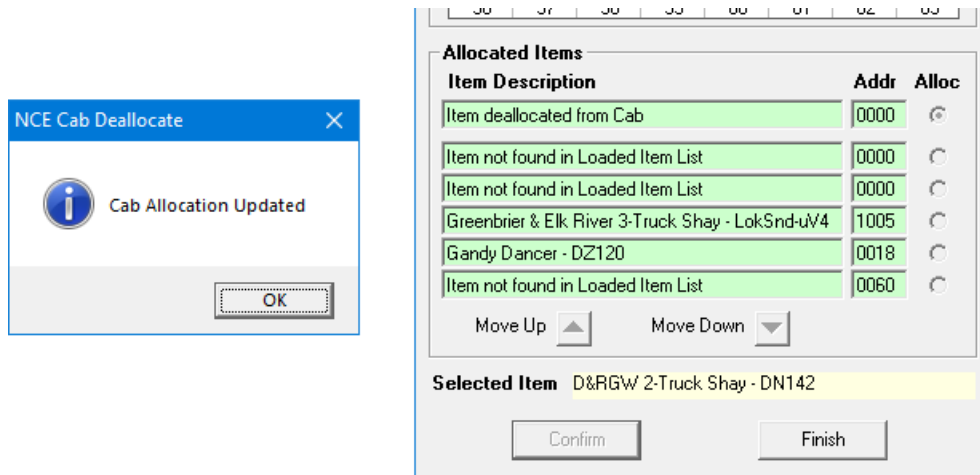 NCE Cab Deallocate
Cab Allocation Updated
OK
Allocated Items
Item Description Addr Alloc
Item deallocated from Cab 0000
Item not found in Loaded Item List 0000
Item not found in Loaded Item List 0000
Greenbrier & Elk River 3-Truck Shay - LokSnd-uV4 1005
Gandy Dancer - DZ120 0018
Item not found in Loaded Item List 0060
Move Up Move Down
Selected Item D&RGW 2-Truck Shay - DN142
Confirm Finish